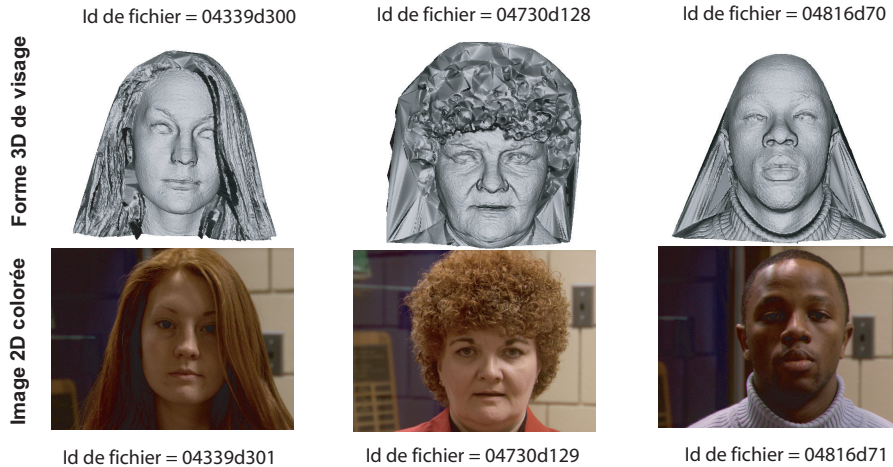 Id de fichier = 04339d300
Id de fichier = 04730d128
Id de fichier = 04816d70
Forme 3D de visage
Image 2D colorée
Id de fichier = 04339d301
Id de fichier = 04730d129
Id de fichier = 04816d71